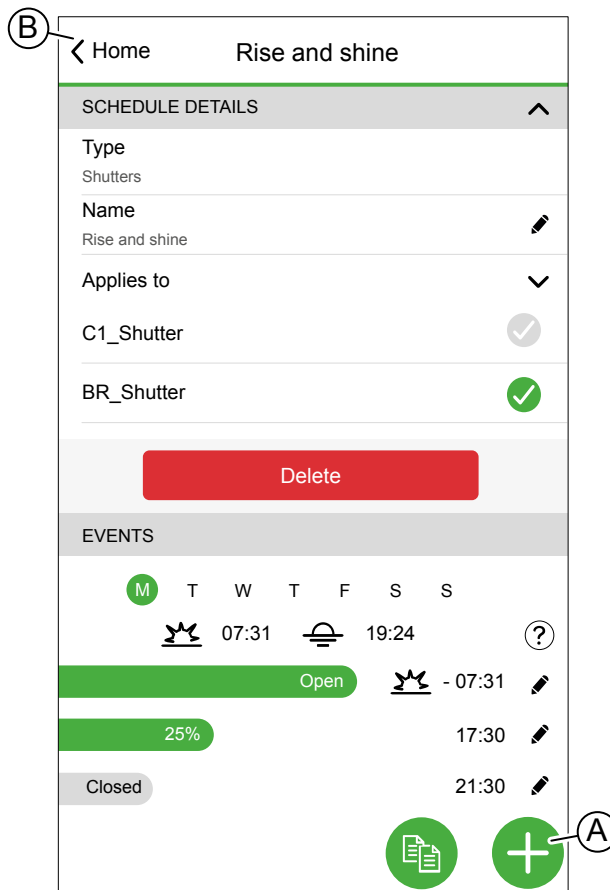 B
Home
Rise and shine
SCHEDULE DETAILS
Type
Shutters
Name
Rise and shine
Applies to
C1_Shutter
BR_Shutter
Delete
EVENTS
M T W T F S S
07:31 19:24 ?
Open - 07:31
25% 17:30
Closed 21:30
A